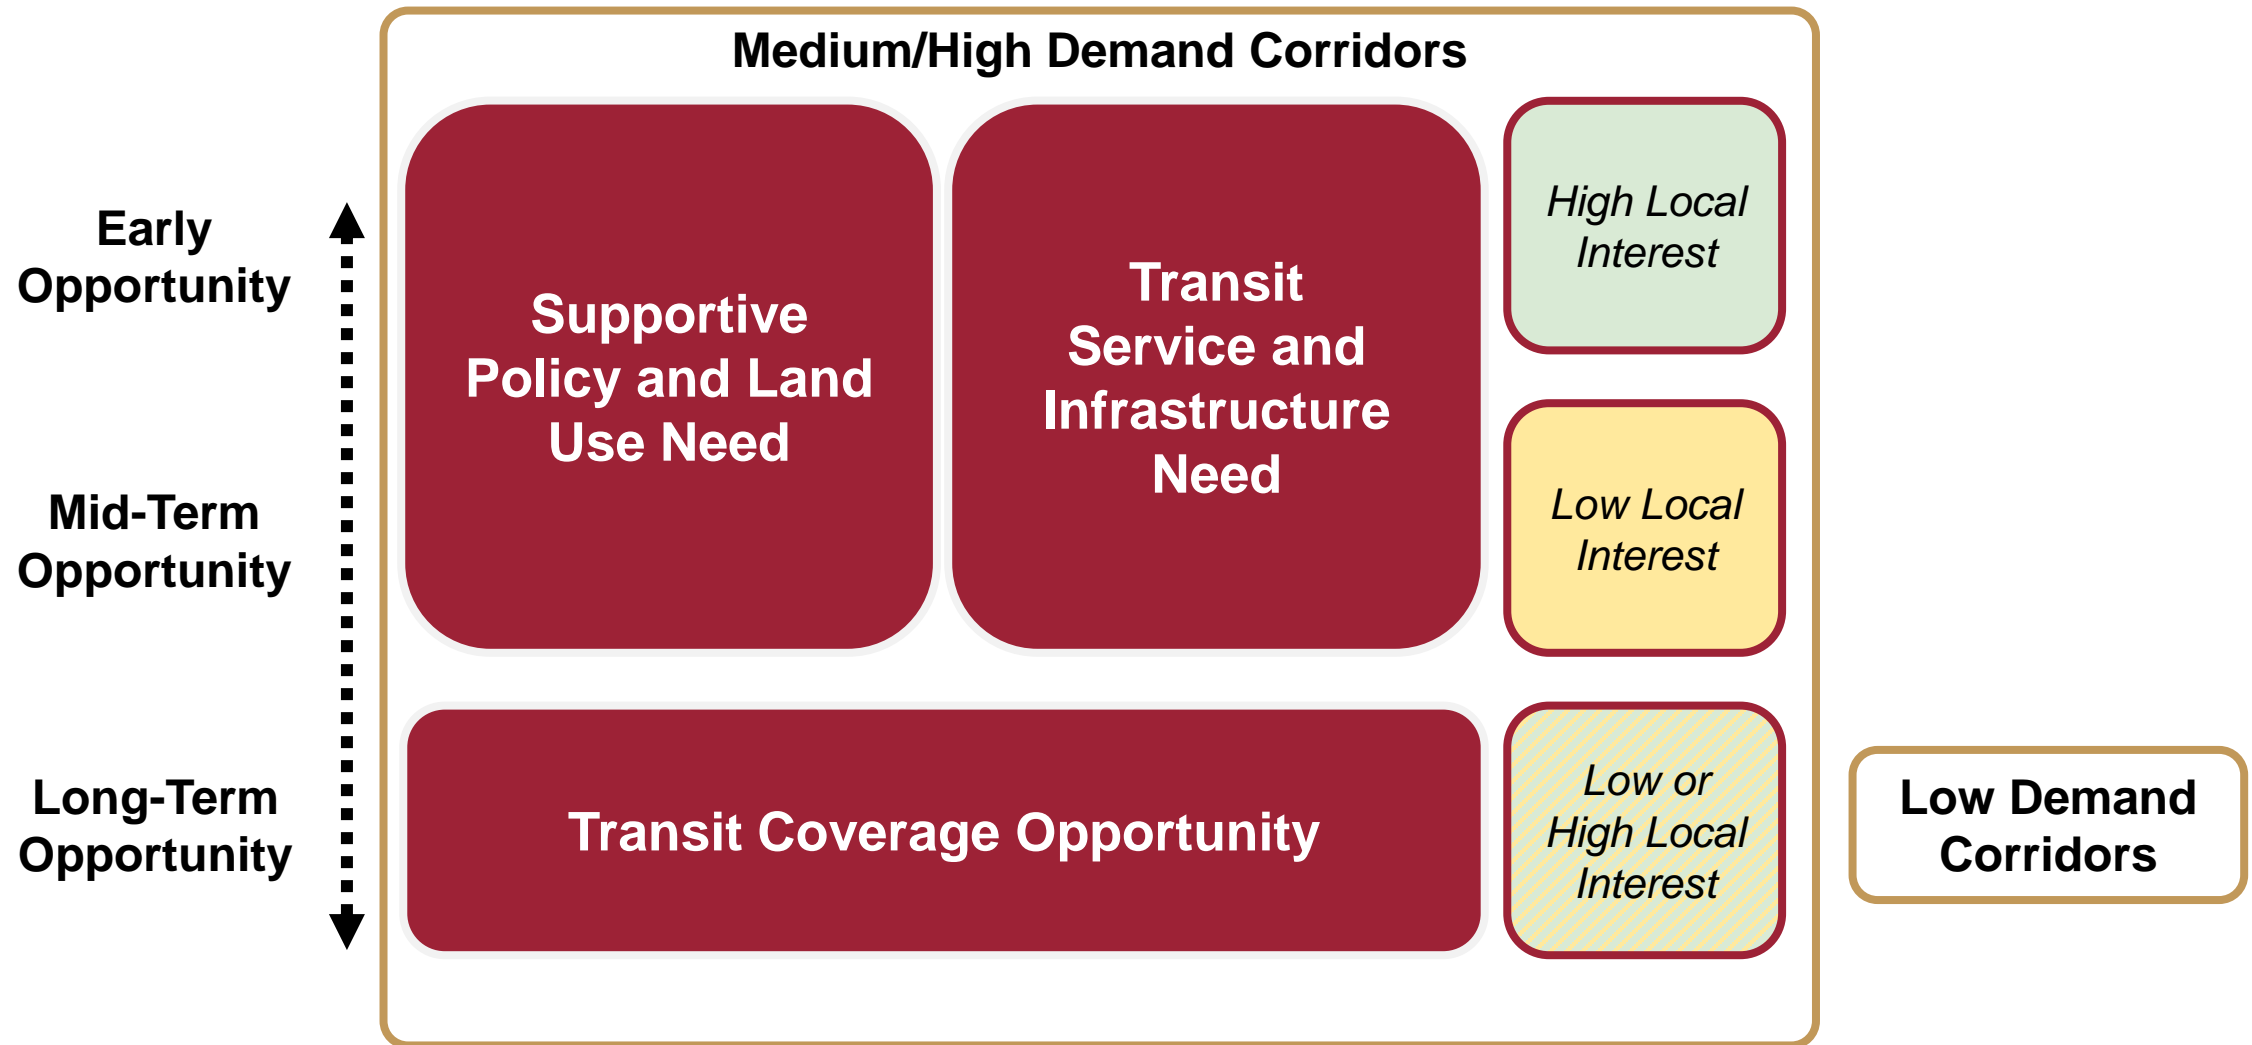 Medium/High Demand Corridors
Early
Opportunity
Mid-Term
Opportunity
Long-Term
Opportunity
Supportive
Policy and Land
Use Need
Transit
Service and
Infrastructure
Need
High Local
Interest
Low Local
Interest
Transit Coverage Opportunity
Low or
High Local
Interest
Low Demand
Corridors